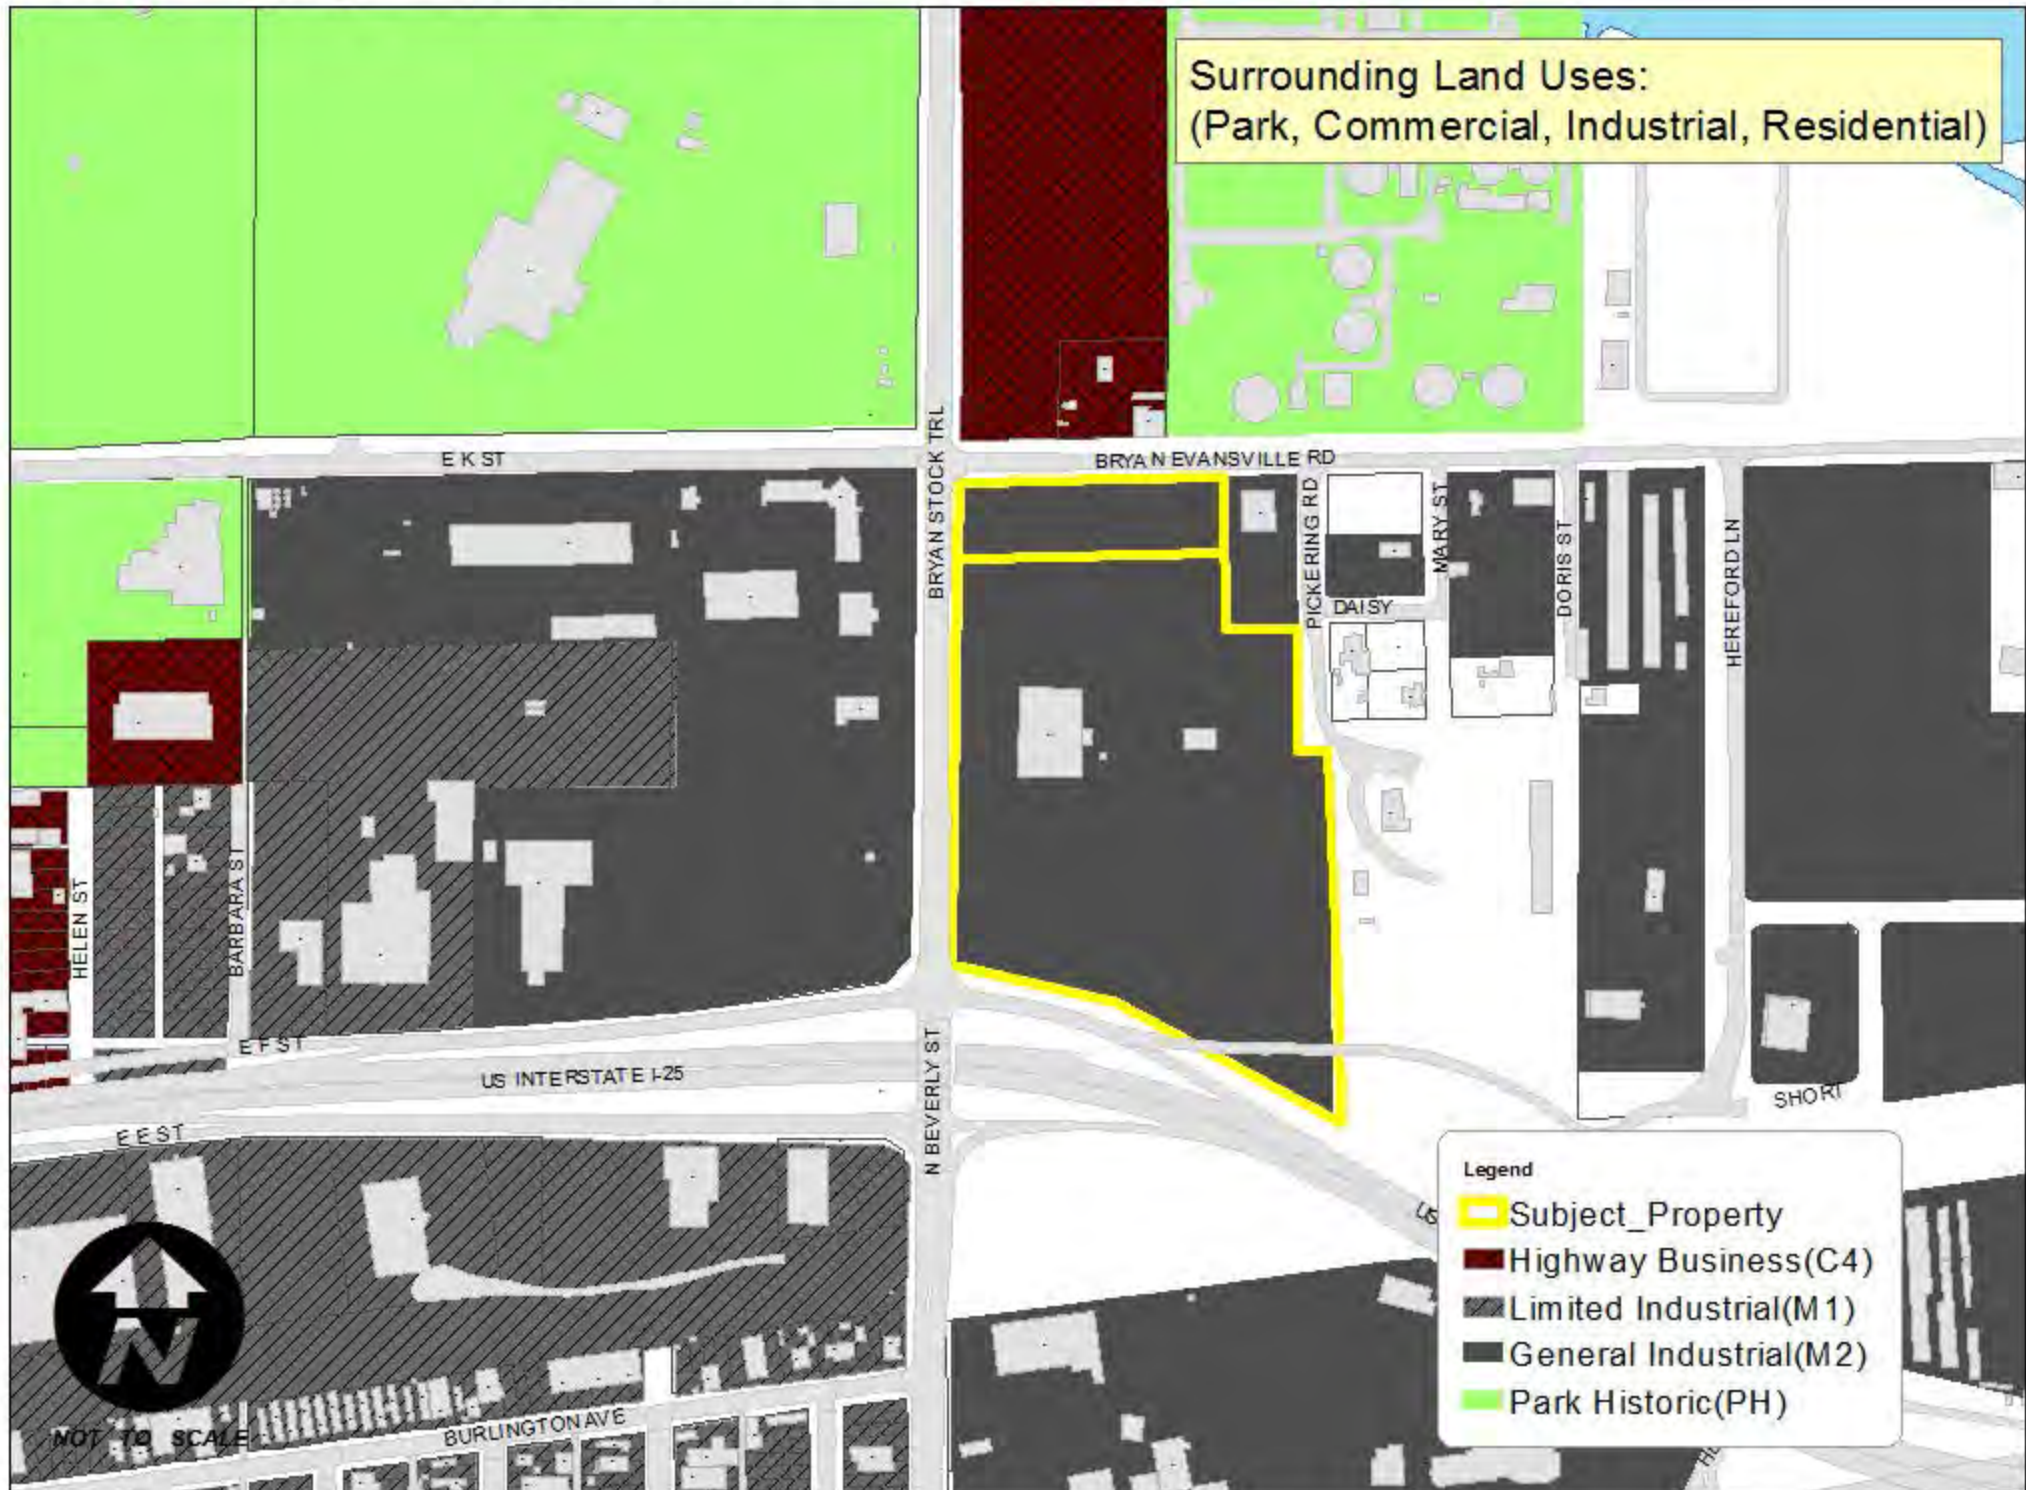 Surrounding Land Uses:
(Park, Commercial, Industrial, Residential)
E K ST
BRYAN EVANSVILLE RD
BRYAN STOCK TRL
PICKERING RD
MARY ST
DAISY
DORIS ST
HEREFORD LN
HELEN ST
BARBARA ST
E F ST
US INTERSTATE I-25
N BEVERLY ST
E E ST
SHORT
US
BURLINGTON AVE
N
NOT TO SCALE
Legend
Subject_Property
Highway Business(C4)
Limited Industrial(M1)
General Industrial(M2)
Park Historic(PH)